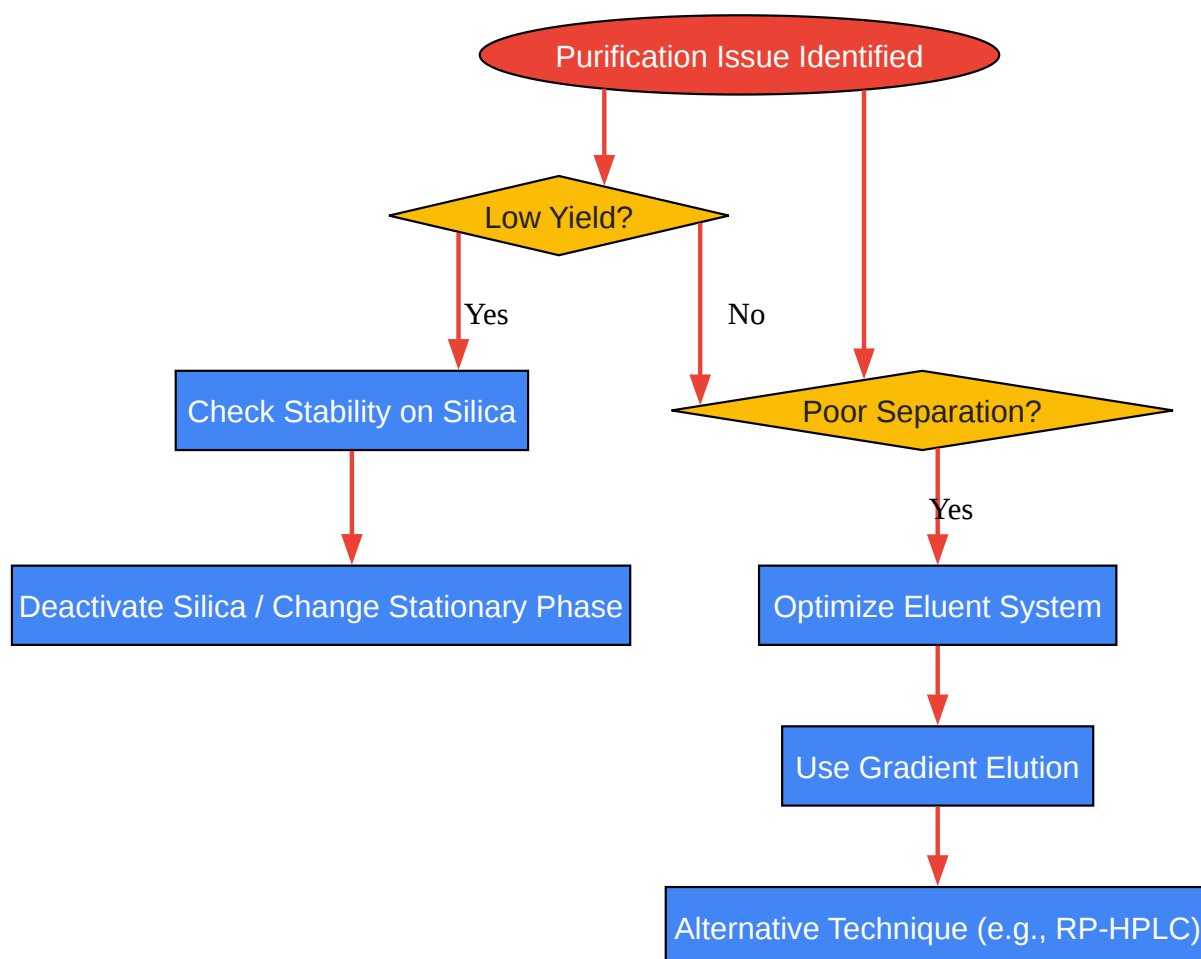 Purification Issue Identified
Low Yield?
Yes
No
Check Stability on Silica
Poor Separation?
Yes
Deactivate Silica / Change Stationary Phase
Optimize Eluent System
Use Gradient Elution
Alternative Technique (e.g., RP-HPLC)